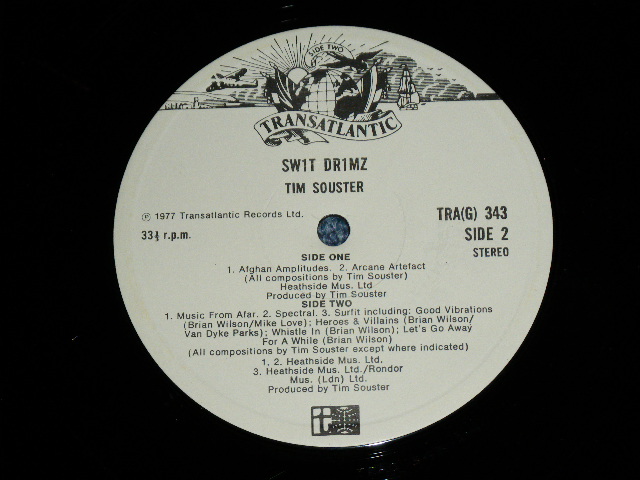 SIDE TWO
TRANSATLANTIC
SW1T DR1MZ
TIM SOUSTER
℗ 1977 Transatlantic Records Ltd.
TRA(G) 343
33⅓ r.p.m.
SIDE 2
STEREO
SIDE ONE
1. Afghan Amplitudes. 2. Arcane Artefact
(All compositions by Tim Souster)
Heathside Mus. Ltd
Produced by Tim Souster
SIDE TWO
1. Music From Afar. 2. Spectral. 3. Surfit including: Good Vibrations
(Brian Wilson/Mike Love); Heroes & Villains (Brian Wilson/
Van Dyke Parks); Whistle In (Brian Wilson); Let's Go Away
For A While (Brian Wilson)
(All compositions by Tim Souster except where indicated)
1. 2. Heathside Mus. Ltd.
3. Heathside Mus. Ltd./Rondor
Mus. (Ldn) Ltd.
Produced by Tim Souster
t